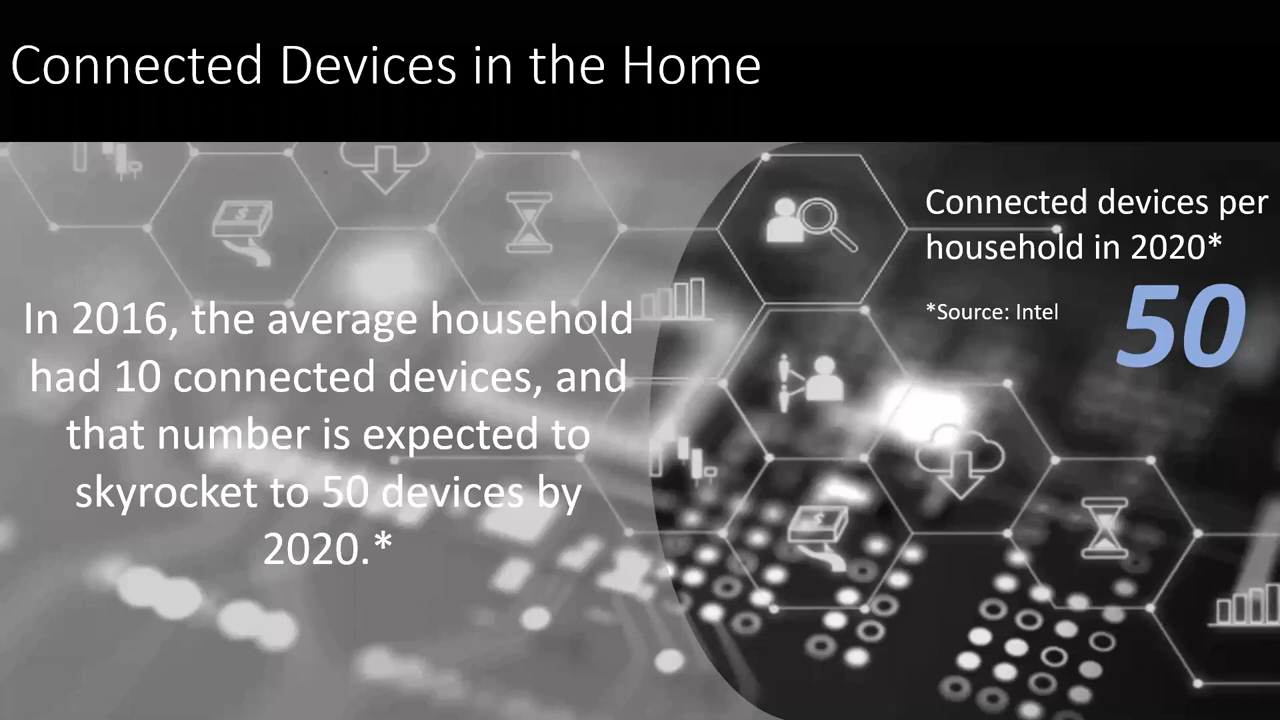 Connected Devices in the Home
In 2016, the average household
had 10 connected devices, and
that number is expected to
skyrocket to 50 devices by
2020.*
Connected devices per
household in 2020*
*Source: Intel
50